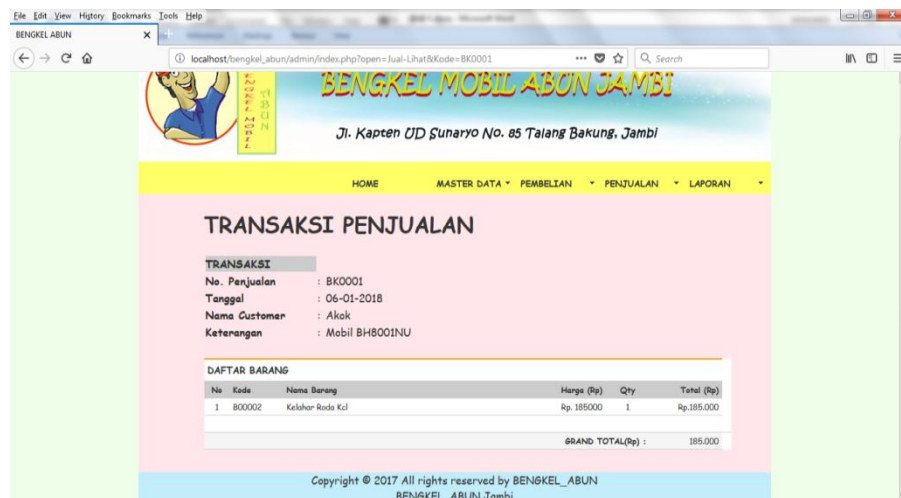 File Edit View History Bookmarks Tools Help
BENGKEL ABUN
localhost/bengkel_abun/admin/index.php?open=Jual-Lihat&Kode=BK0001
Search
BENGKEL MOBIL
ABUN
BENGKEL MOBIL ABUN JAMBI
Jl. Kapten UD Sunaryo No. 85 Talang Bakung, Jambi
HOME MASTER DATA PEMBELIAN PENJUALAN LAPORAN
TRANSAKSI PENJUALAN
TRANSAKSI
No. Penjualan : BK0001
Tanggal : 06-01-2018
Nama Customer : Akok
Keterangan : Mobil BH8001NU
DAFTAR BARANG
No Kode Nama Barang Harga (Rp) Qty Total (Rp)
1 B00002 Kelahar Roda Kcl Rp. 185000 1 Rp.185.000
GRAND TOTAL(Rp) : 185.000
Copyright © 2017 All rights reserved by BENGKEL_ABUN
BENGKEL_ABUN Jambi